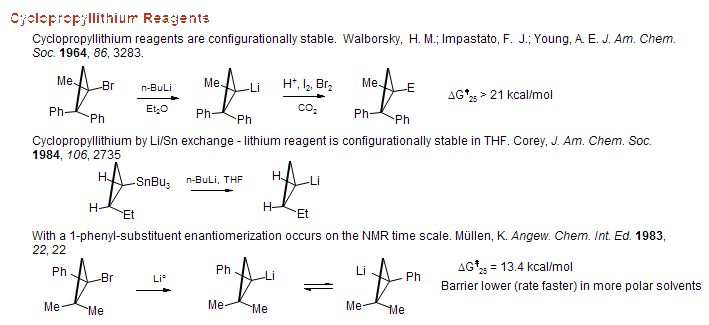 Cyclopropyllithium Reagents
Cyclopropyllithium reagents are configurationally stable. Walborsky, H. M.; Impastato, F. J.; Young, A. E. J. Am. Chem.
Soc. 1964, 86, 3283.
Me Br n-BuLi Me Li H⁺, I₂, Br₂ Me E
Et₂O CO₂ ΔG‡₂₅ > 21 kcal/mol
Ph Ph Ph Ph Ph Ph
Cyclopropyllithium by Li/Sn exchange - lithium reagent is configurationally stable in THF. Corey, J. Am. Chem. Soc.
1984, 106, 2735
H SnBu₃ n-BuLi, THF H Li
H Et H Et
With a 1-phenyl-substituent enantiomerization occurs on the NMR time scale. Müllen, K. Angew. Chem. Int. Ed. 1983,
22, 22
Ph Br Li° Ph Li Li Ph ΔG‡₂₅ = 13.4 kcal/mol
Barrier lower (rate faster) in more polar solvents
Me Me Me Me Me Me